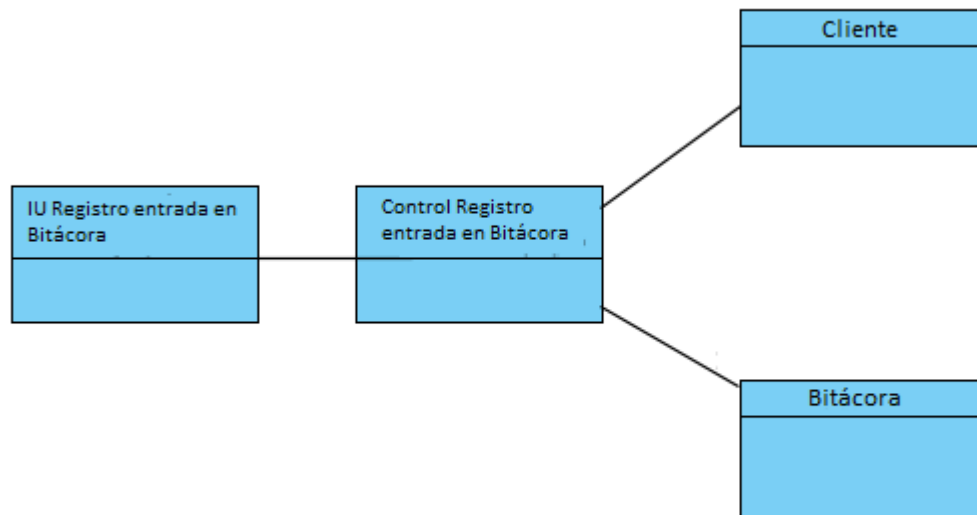 Cliente
IU Registro entrada en
Bitácora
Control Registro
entrada en Bitácora
Bitácora